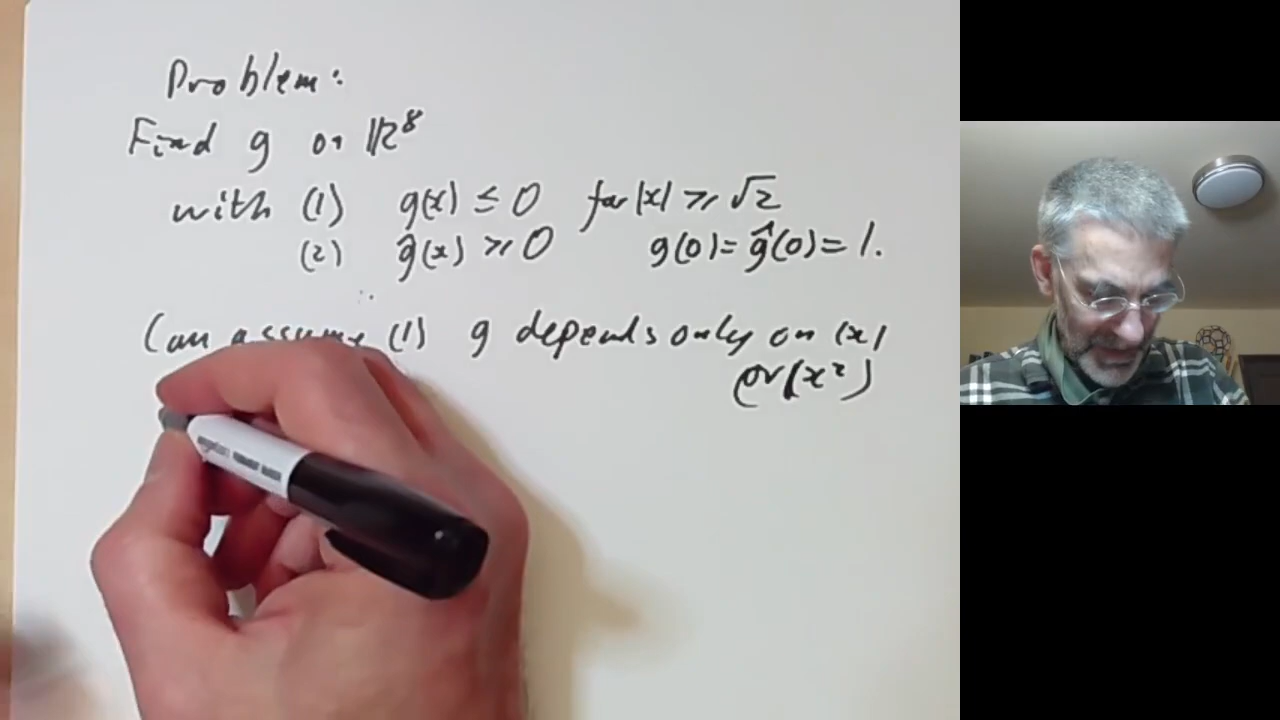 Problem:
Find g on ℝ⁸
with (1) g(x) ≤ 0 for |x| ≥ √2
(2) ĝ(x) ≥ 0 g(0) = ĝ(0) = 1.
Can assume (1) g depends only on |x|
(or (x²)